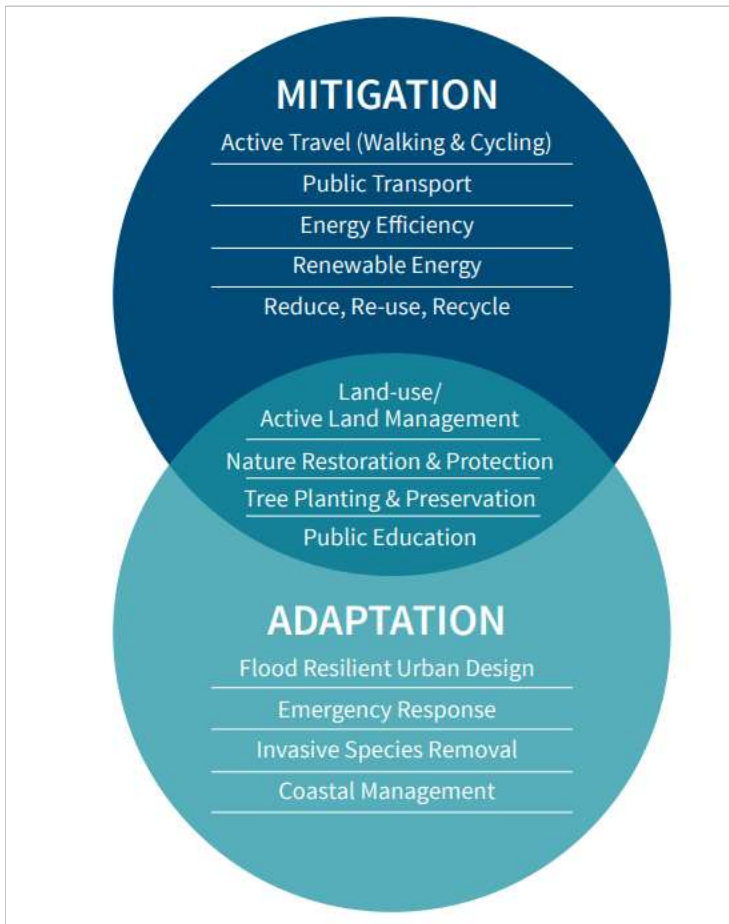 MITIGATION
Active Travel (Walking & Cycling)
Public Transport
Energy Efficiency
Renewable Energy
Reduce, Re-use, Recycle
Land-use/
Active Land Management
Nature Restoration & Protection
Tree Planting & Preservation
Public Education
ADAPTATION
Flood Resilient Urban Design
Emergency Response
Invasive Species Removal
Coastal Management